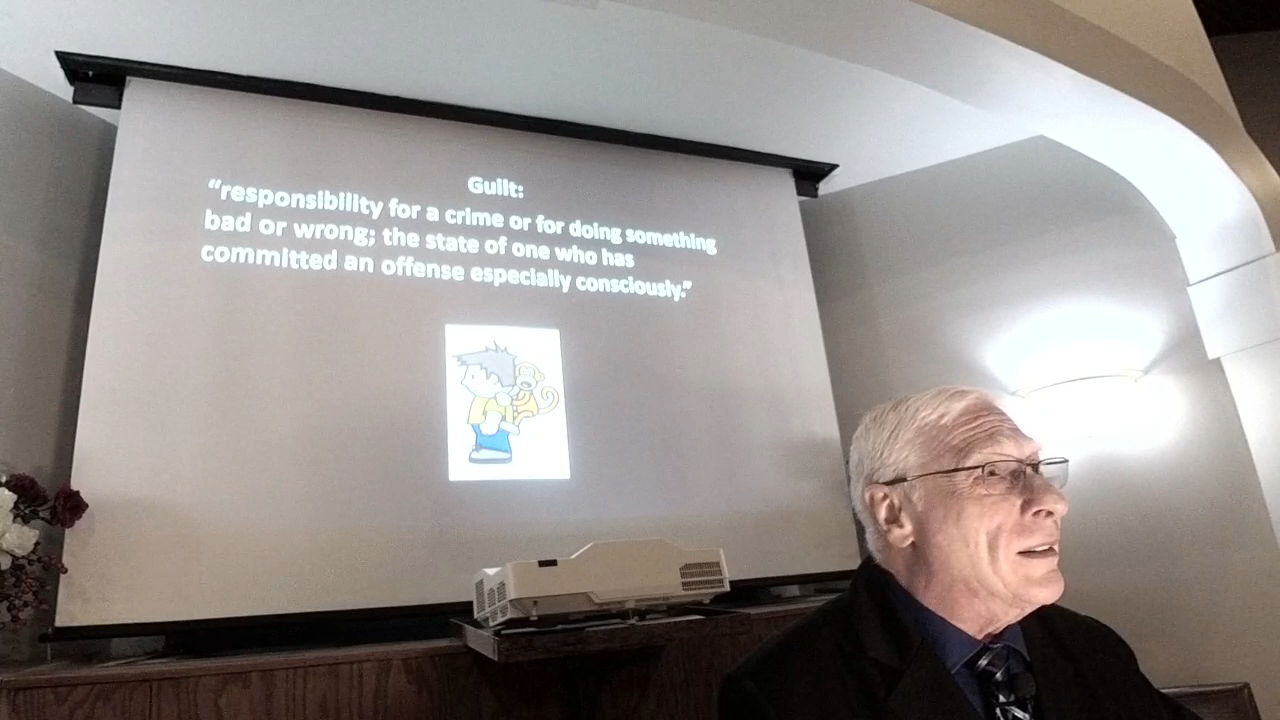 Guilt:
“responsibility for a crime or for doing something
bad or wrong; the state of one who has
committed an offense especially consciously.”